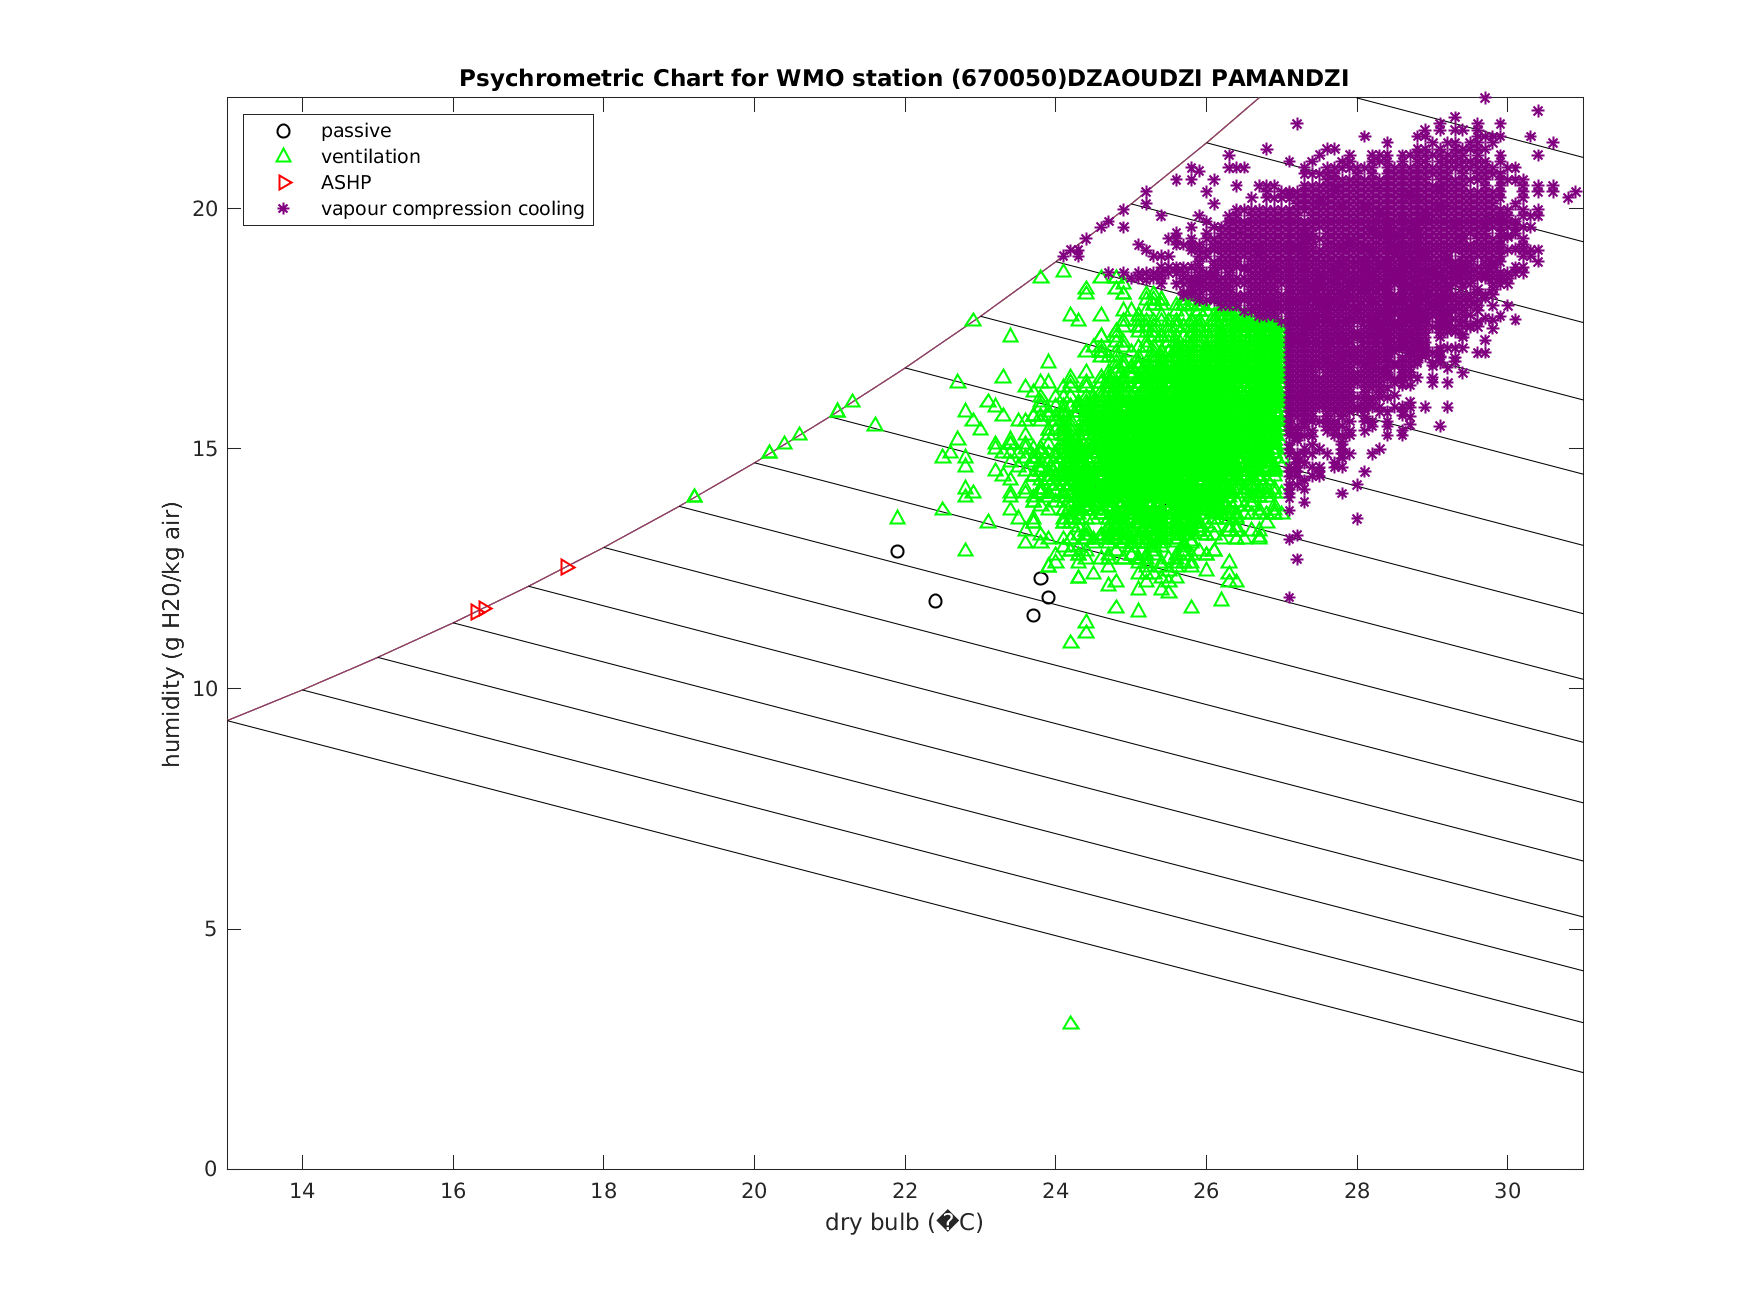 Psychrometric Chart for WMO station (670050)DZAOUDZI PAMANDZI
passive
ventilation
ASHP
vapour compression cooling
20
15
10
5
0
humidity (g H20/kg air)
14 16 18 20 22 24 26 28 30
dry bulb (�C)